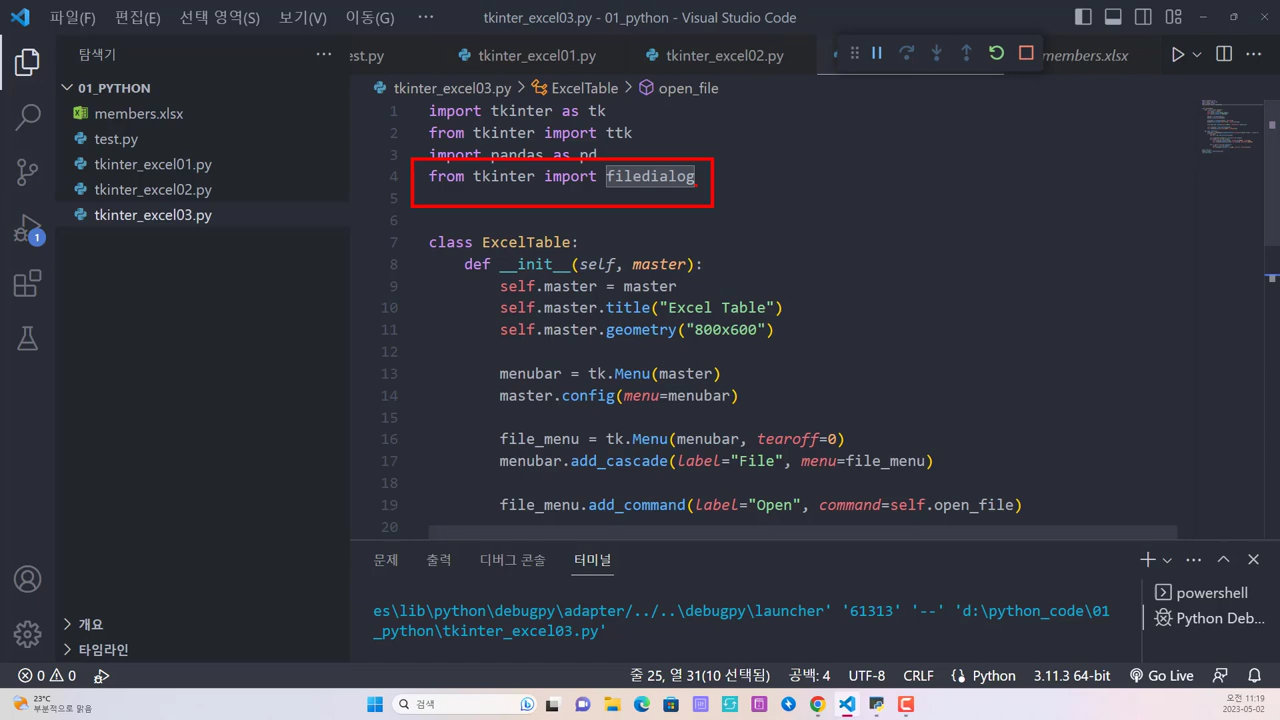 파일(F) 편집(E) 선택 영역(S) 보기(V) 이동(G) ··· tkinter_excel03.py - 01_python - Visual Studio Code
탐색기 ···
est.py tkinter_excel01.py tkinter_excel02.py members.xlsx ···
01_PYTHON
members.xlsx
test.py
tkinter_excel01.py
tkinter_excel02.py
tkinter_excel03.py
tkinter_excel03.py > ExcelTable > open_file
1 import tkinter as tk
2 from tkinter import ttk
3 import pandas as pd
4 from tkinter import filedialog
5
6
7 class ExcelTable:
8 def __init__(self, master):
9 self.master = master
10 self.master.title("Excel Table")
11 self.master.geometry("800x600")
12
13 menubar = tk.Menu(master)
14 master.config(menu=menubar)
15
16 file_menu = tk.Menu(menubar, tearoff=0)
17 menubar.add_cascade(label="File", menu=file_menu)
18
19 file_menu.add_command(label="Open", command=self.open_file)
20
1
문제 출력 디버그 콘솔 터미널 ···
es\lib\python\debugpy\adapter/../..\debugpy\launcher' '61313' '--' 'd:\python_code\01
_python\tkinter_excel03.py'
powershell
Python Deb...
개요
타임라인
0 0 줄 25, 열 31(10 선택됨) 공백: 4 UTF-8 CRLF Python 3.11.3 64-bit Go Live
23°C
부분적으로 맑음
검색
오전 11:19
2023-05-02